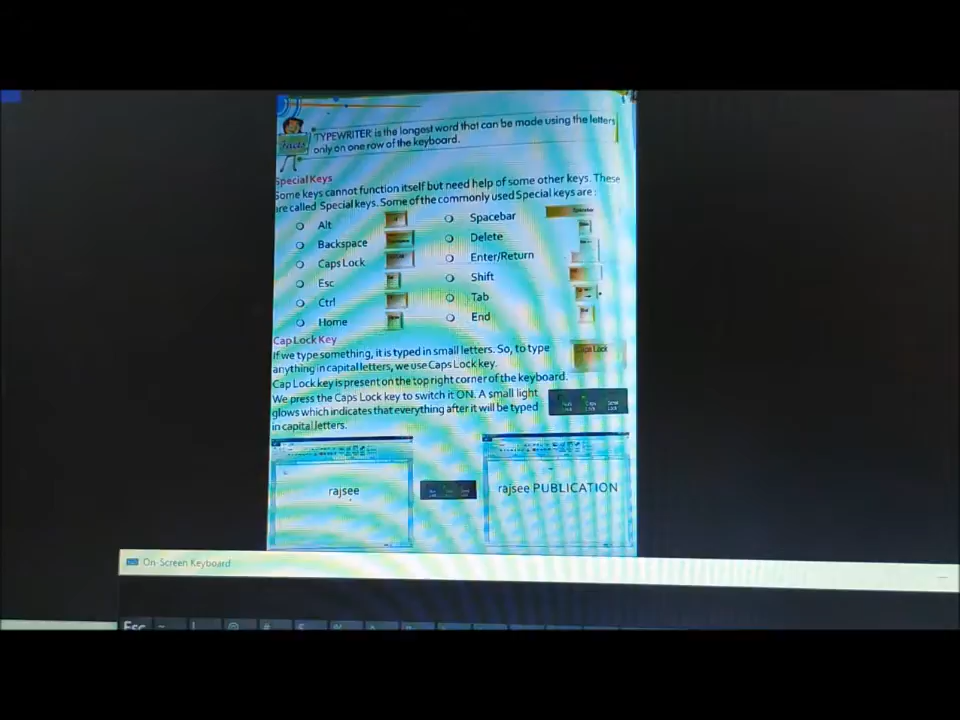 TYPEWRITER is the longest word that can be made using the letters
Facts
only on one row of the keyboard.
Special Keys
Some keys cannot function itself but need help of some other keys. These
are called Special keys. Some of the commonly used Special keys are :
Alt
Spacebar
Backspace
Delete
Caps Lock
Enter/Return
Esc
Shift
Ctrl
Tab
Home
End
Cap Lock Key
If we type something, it is typed in small letters. So, to type
anything in capital letters, we use Caps Lock key.
Caps Lock
Cap Lock key is present on the top right corner of the keyboard.
We press the Caps Lock key to switch it ON. A small light
glows which indicates that everything after it will be typed
in capital letters.
rajsee
rajsee PUBLICATION
On-Screen Keyboard
Esc